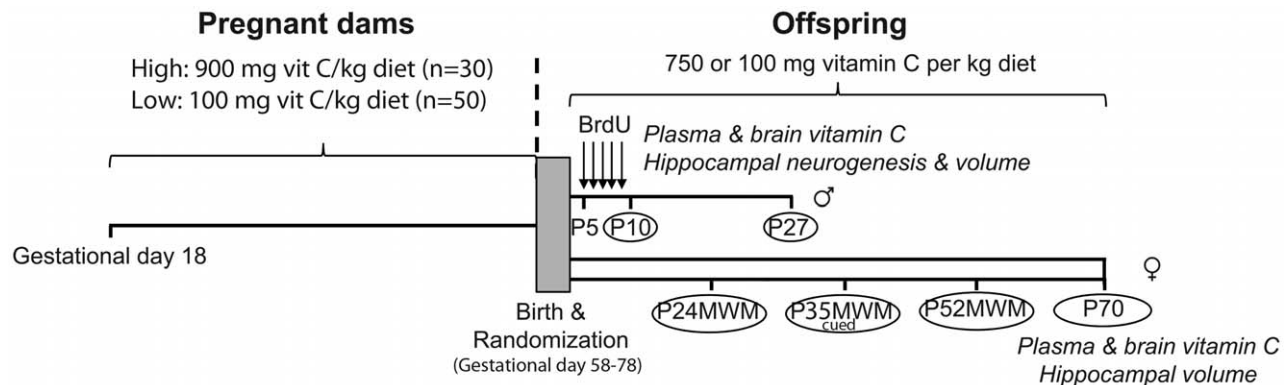 Pregnant dams
High: 900 mg vit C/kg diet (n=30)
Low: 100 mg vit C/kg diet (n=50)
Gestational day 18
Birth &
Randomization
(Gestational day 58-78)
Offspring
750 or 100 mg vitamin C per kg diet
BrdU
Plasma & brain vitamin C
Hippocampal neurogenesis & volume
♂
P5
P10
P27
♀
P24MWM
P35MWM
cued
P52MWM
P70
Plasma & brain vitamin C
Hippocampal volume